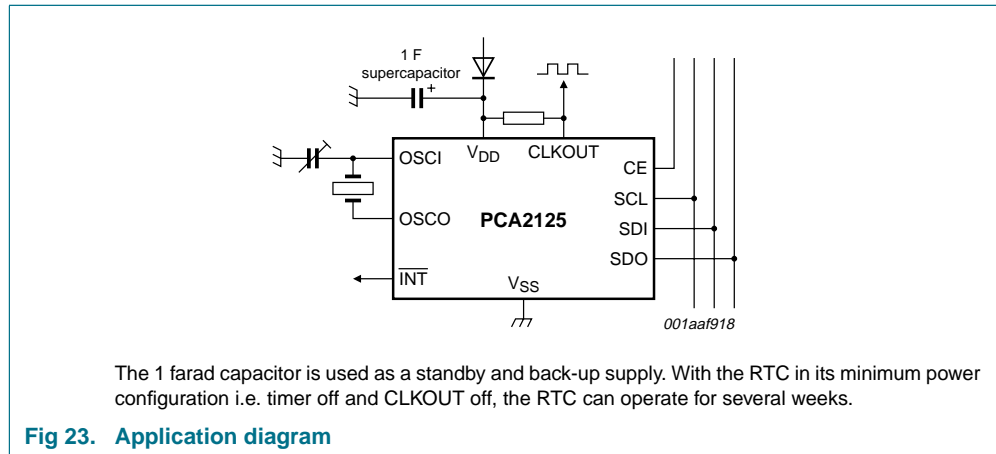 1 F
supercapacitor
+
OSCI
VDD
CLKOUT
CE
SCL
OSCO
PCA2125
SDI
SDO
INT
VSS
001aaf918
The 1 farad capacitor is used as a standby and back-up supply. With the RTC in its minimum power
configuration i.e. timer off and CLKOUT off, the RTC can operate for several weeks.
Fig 23. Application diagram